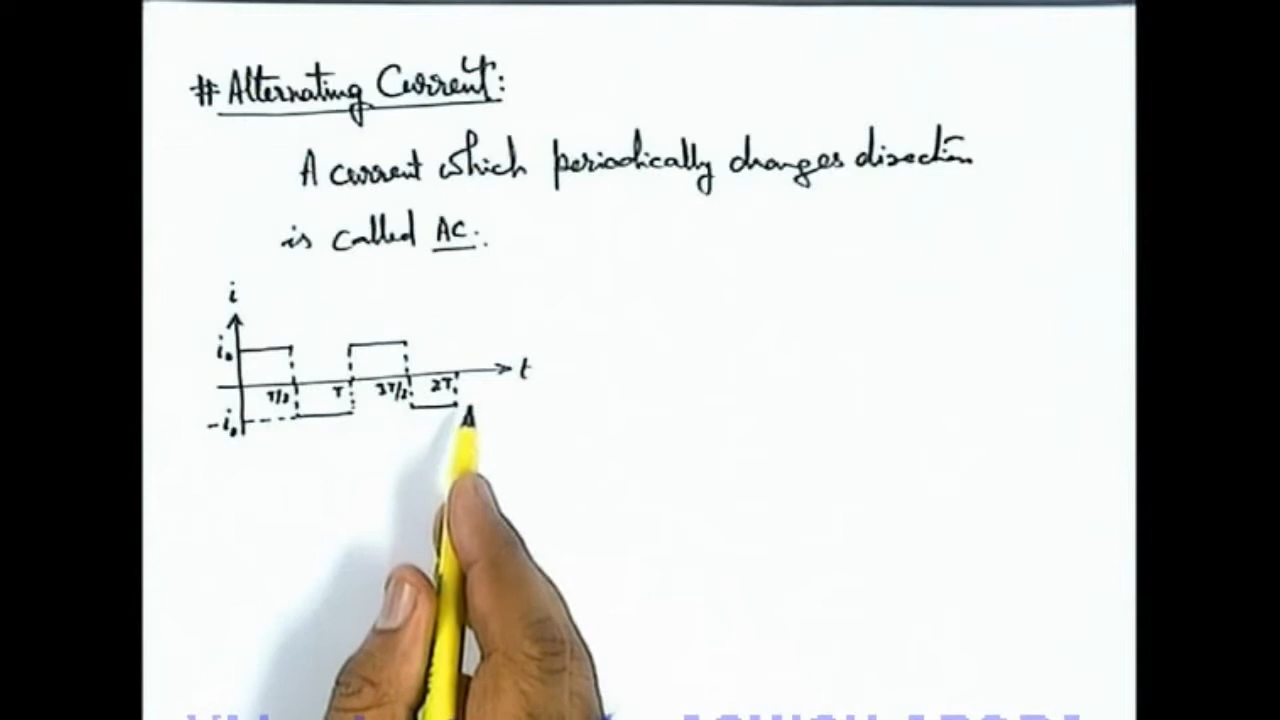 # Alternating Current:
A current which periodically changes direction
is called AC.
i
i₀
t
T/2 T 3T/2 2T
-i₀